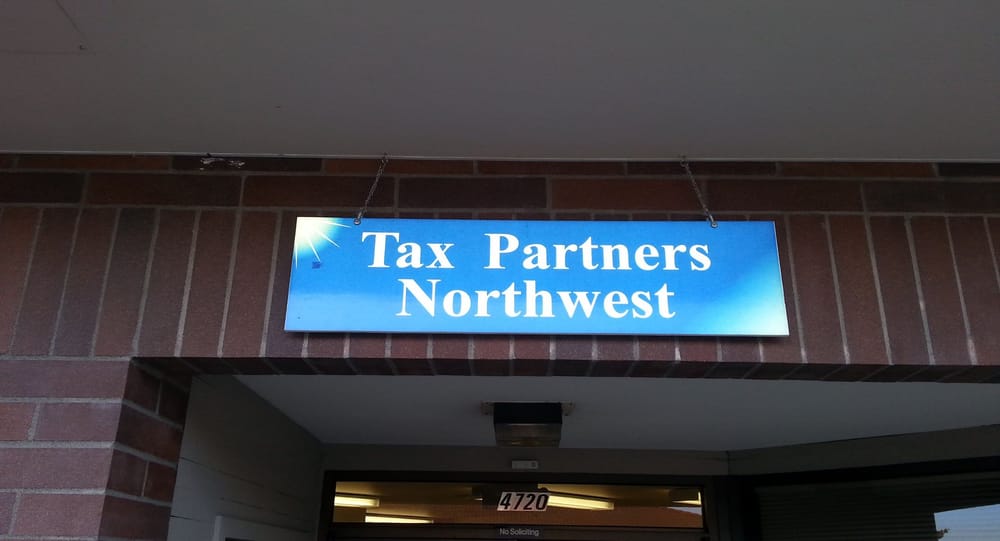 Tax Partners
Northwest
4720
No Soliciting